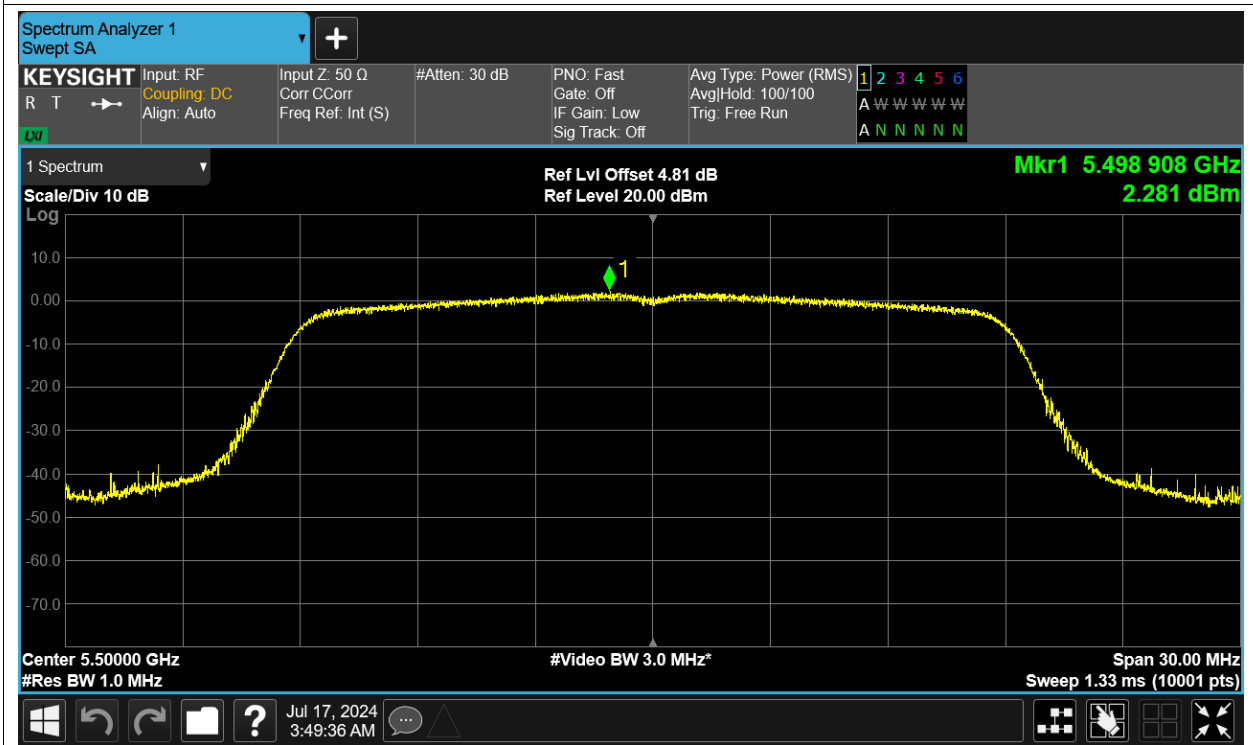 Spectrum Analyzer 1
Swept SA
KEYSIGHT
R T
LXI
Input: RF
Coupling: DC
Align: Auto
Input Z: 50 Ω
Corr CCorr
Freq Ref: Int (S)
#Atten: 30 dB
PNO: Fast
Gate: Off
IF Gain: Low
Sig Track: Off
Avg Type: Power (RMS)
Avg|Hold: 100/100
Trig: Free Run
1 2 3 4 5 6
A W W W W W
A N N N N N
1 Spectrum
Scale/Div 10 dB
Log
Ref Lvl Offset 4.81 dB
Ref Level 20.00 dBm
Mkr1 5.498 908 GHz
2.281 dBm
10.0
0.00
-10.0
-20.0
-30.0
-40.0
-50.0
-60.0
-70.0
1
Center 5.50000 GHz
#Res BW 1.0 MHz
#Video BW 3.0 MHz*
Span 30.00 MHz
Sweep 1.33 ms (10001 pts)
?
Jul 17, 2024
3:49:36 AM